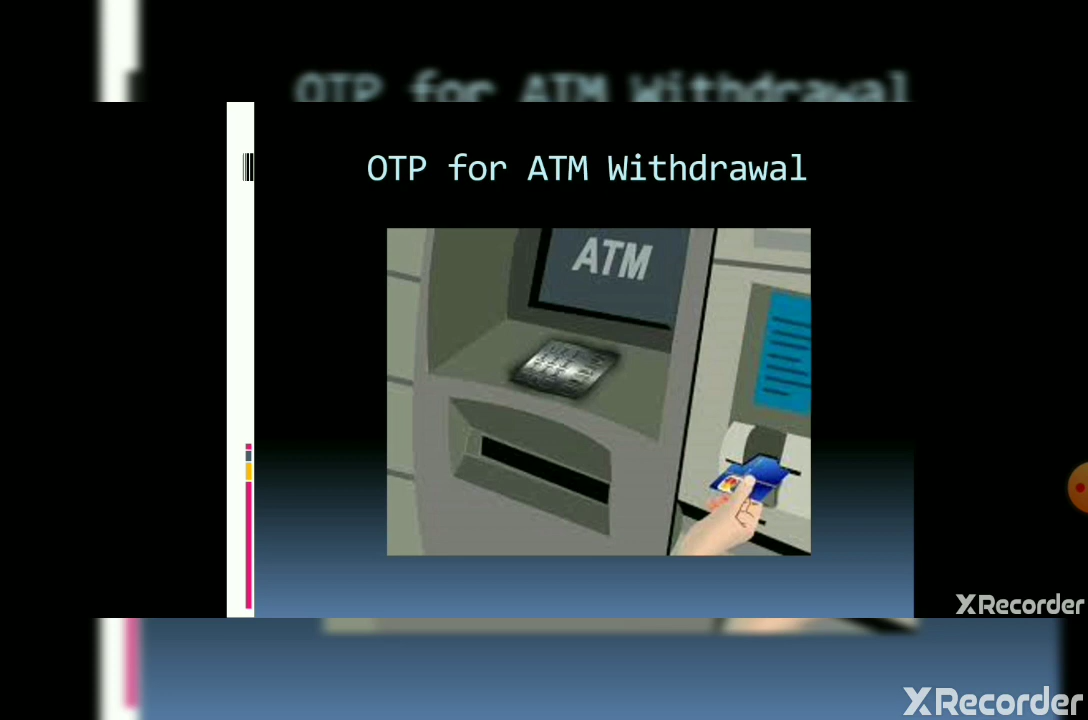 OTP for ATM Withdrawal
OTP for ATM Withdrawal
ATM
XRecorder
XRecorder